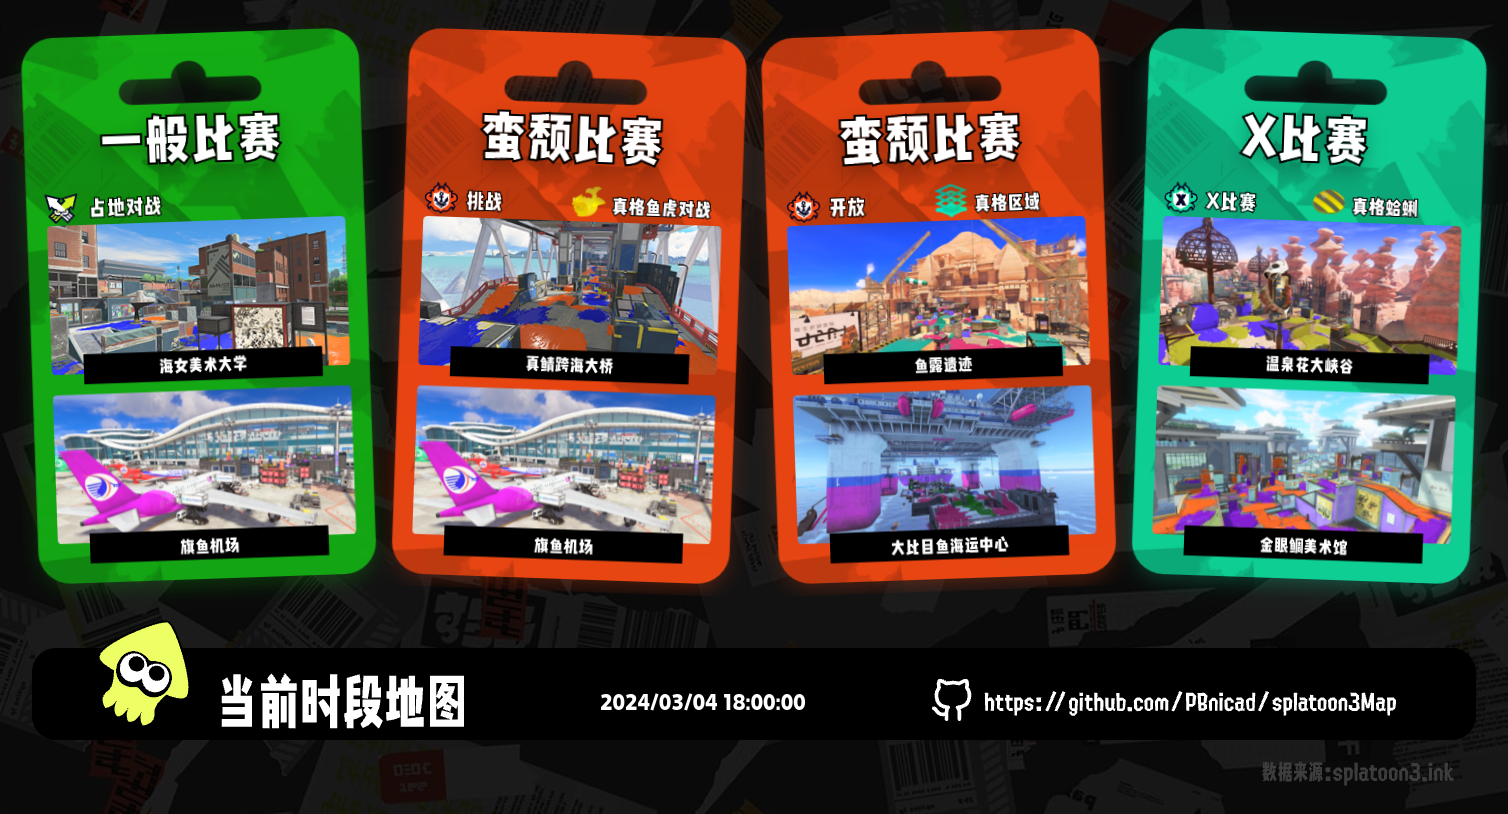 一般比赛
占地对战
海女美术大学
旗鱼机场
蛮颓比赛
挑战
真格鱼虎对战
真鲭跨海大桥
旗鱼机场
蛮颓比赛
开放
真格区域
鱼露遗迹
大比目鱼海运中心
X比赛
X比赛
真格蛤蜊
温泉花大峡谷
金眼鲷美术馆
当前时段地图
2024/03/04 18:00:00
https://github.com/PBnicad/splatoon3Map
数据来源:splatoon3.ink